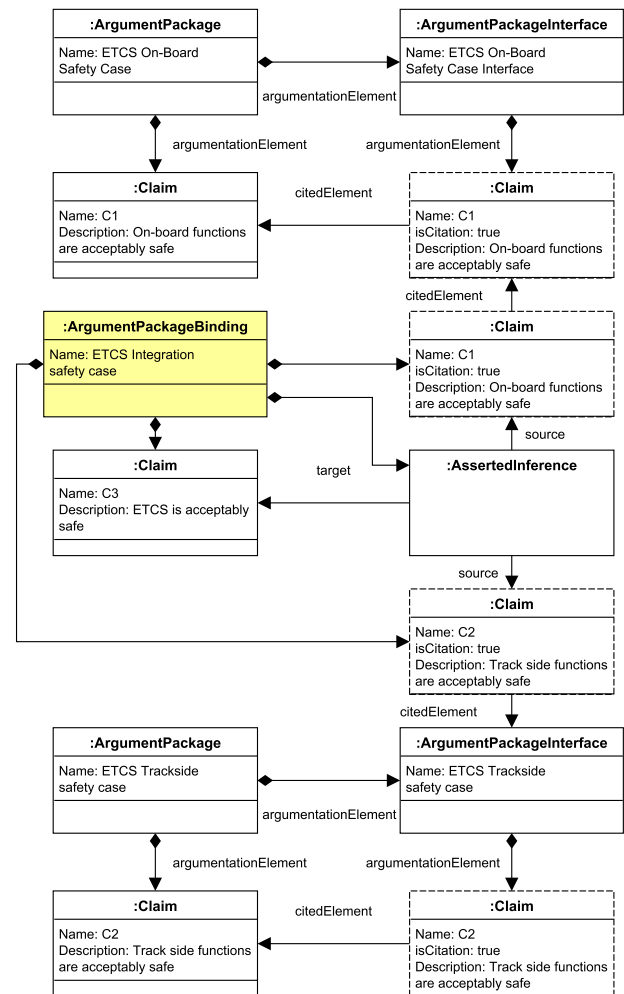 :ArgumentPackage
Name: ETCS On-Board
Safety Case
:ArgumentPackageInterface
Name: ETCS On-Board
Safety Case Interface
argumentationElement
argumentationElement
argumentationElement
:Claim
Name: C1
Description: On-board functions
are acceptably safe
citedElement
:Claim
Name: C1
isCitation: true
Description: On-board functions
are acceptably safe
citedElement
:ArgumentPackageBinding
Name: ETCS Integration
safety case
:Claim
Name: C1
isCitation: true
Description: On-board functions
are acceptably safe
source
:Claim
Name: C3
Description: ETCS is acceptably
safe
target
:AssertedInference
source
:Claim
Name: C2
isCitation: true
Description: Track side functions
are acceptably safe
citedElement
:ArgumentPackage
Name: ETCS Trackside
safety case
:ArgumentPackageInterface
Name: ETCS Trackside
safety case
argumentationElement
argumentationElement
argumentationElement
:Claim
Name: C2
Description: Track side functions
are acceptably safe
citedElement
:Claim
Name: C2
isCitation: true
Description: Track side functions
are acceptably safe